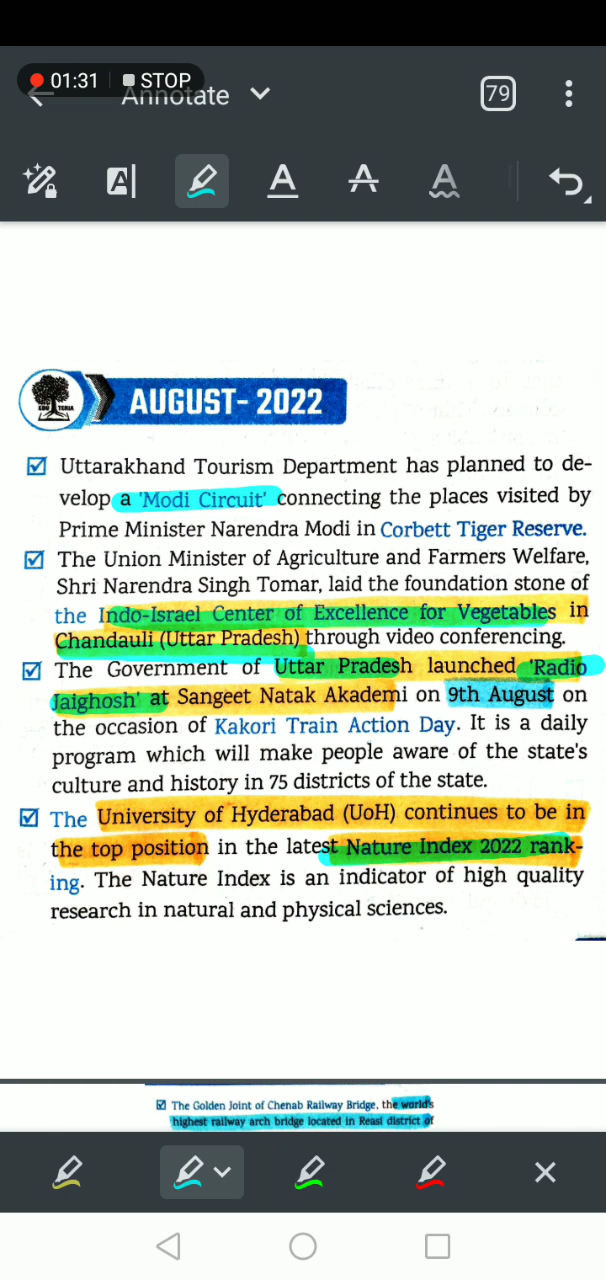 01:31 STOP
Annotate
79
A A A A
EDU TERIA
AUGUST- 2022
Uttarakhand Tourism Department has planned to de-
velop a 'Modi Circuit' connecting the places visited by
Prime Minister Narendra Modi in Corbett Tiger Reserve.
The Union Minister of Agriculture and Farmers Welfare,
Shri Narendra Singh Tomar, laid the foundation stone of
the Indo-Israel Center of Excellence for Vegetables in
Chandauli (Uttar Pradesh) through video conferencing.
The Government of Uttar Pradesh launched 'Radio
Jaighosh' at Sangeet Natak Akademi on 9th August on
the occasion of Kakori Train Action Day. It is a daily
program which will make people aware of the state's
culture and history in 75 districts of the state.
The University of Hyderabad (UoH) continues to be in
the top position in the latest Nature Index 2022 rank-
ing. The Nature Index is an indicator of high quality
research in natural and physical sciences.
The Golden Joint of Chenab Railway Bridge, the world's
highest railway arch bridge located in Reasi district of